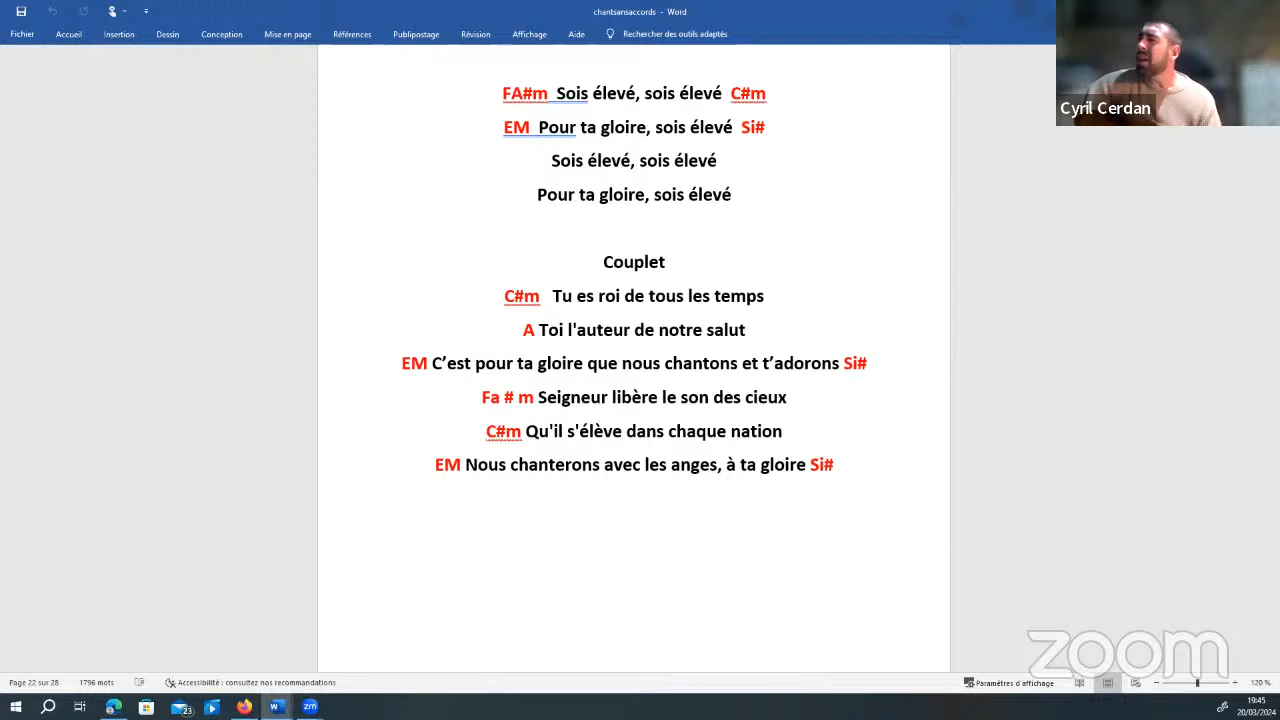 chantsansaccords - Word
Fichier Accueil Insertion Dessin Conception Mise en page Références Publipostage Révision Affichage Aide Rechercher des outils adaptés
Cyril Cerdan
FA#m Sois élevé, sois élevé C#m
EM Pour ta gloire, sois élevé Si#
Sois élevé, sois élevé
Pour ta gloire, sois élevé
Couplet
C#m Tu es roi de tous les temps
A Toi l'auteur de notre salut
EM C’est pour ta gloire que nous chantons et t’adorons Si#
Fa # m Seigneur libère le son des cieux
C#m Qu'il s'élève dans chaque nation
EM Nous chanterons avec les anges, à ta gloire Si#
zoom
Page 22 sur 28 1796 mots Accessibilité : consultez nos recommandations Paramètres d'affichage 120 %
23 W zm 19:45
20/03/2024